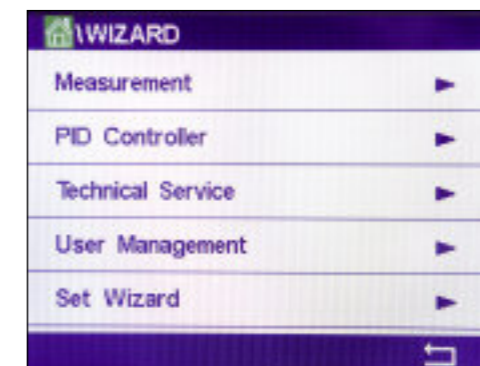 \WIZARD
Measurement
PID Controller
Technical Service
User Management
Set Wizard